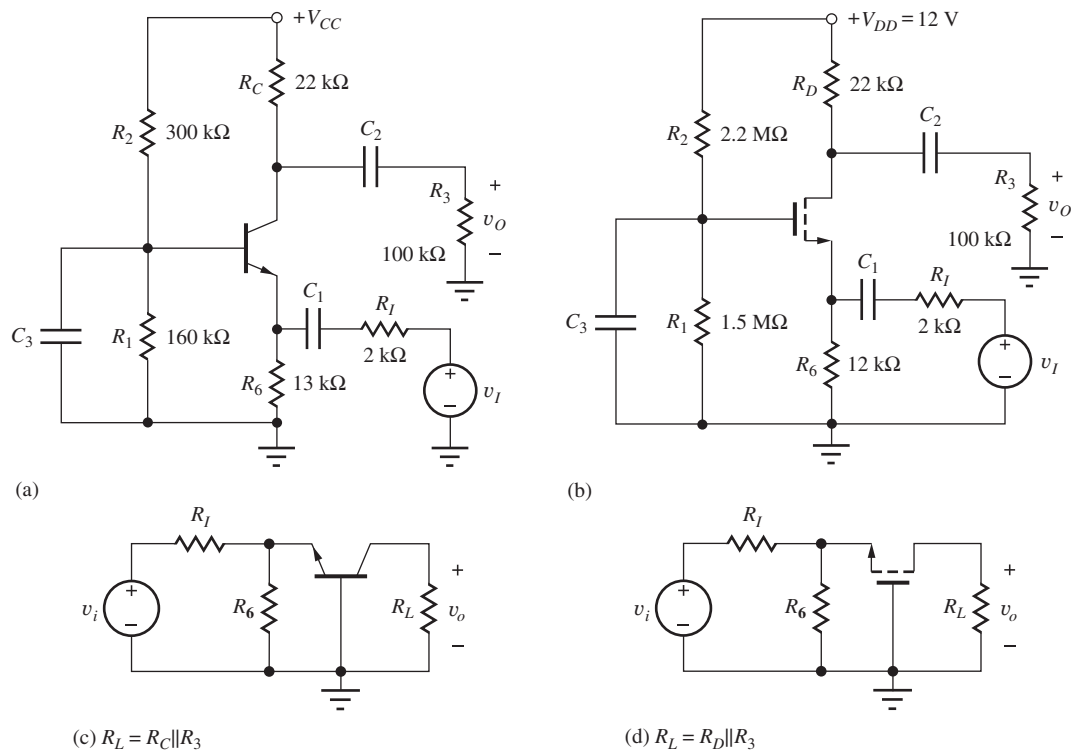 +V_CC
R_C
22 kΩ
R_2
300 kΩ
C_2
R_3
100 kΩ
+
v_O
−
C_3
R_1
160 kΩ
C_1
R_I
2 kΩ
R_6
13 kΩ
+
−
v_I
(a)
+V_DD = 12 V
R_D
22 kΩ
R_2
2.2 MΩ
C_2
R_3
100 kΩ
+
v_O
−
C_3
R_1
1.5 MΩ
C_1
R_I
2 kΩ
R_6
12 kΩ
+
−
v_I
(b)
R_I
v_i
+
−
R_6
R_L
+
v_o
−
(c) R_L = R_C||R_3
R_I
v_i
+
−
R_6
R_L
+
v_o
−
(d) R_L = R_D||R_3